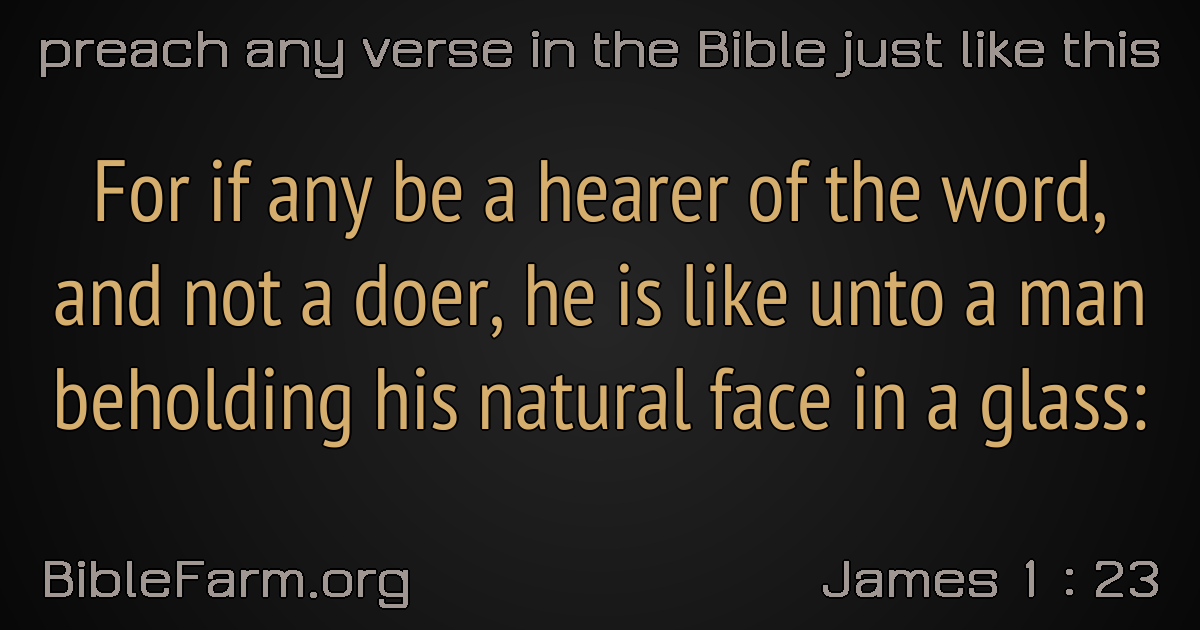 preach any verse in the Bible just like this
For if any be a hearer of the word,
and not a doer, he is like unto a man
beholding his natural face in a glass:
BibleFarm.org
James 1 : 23